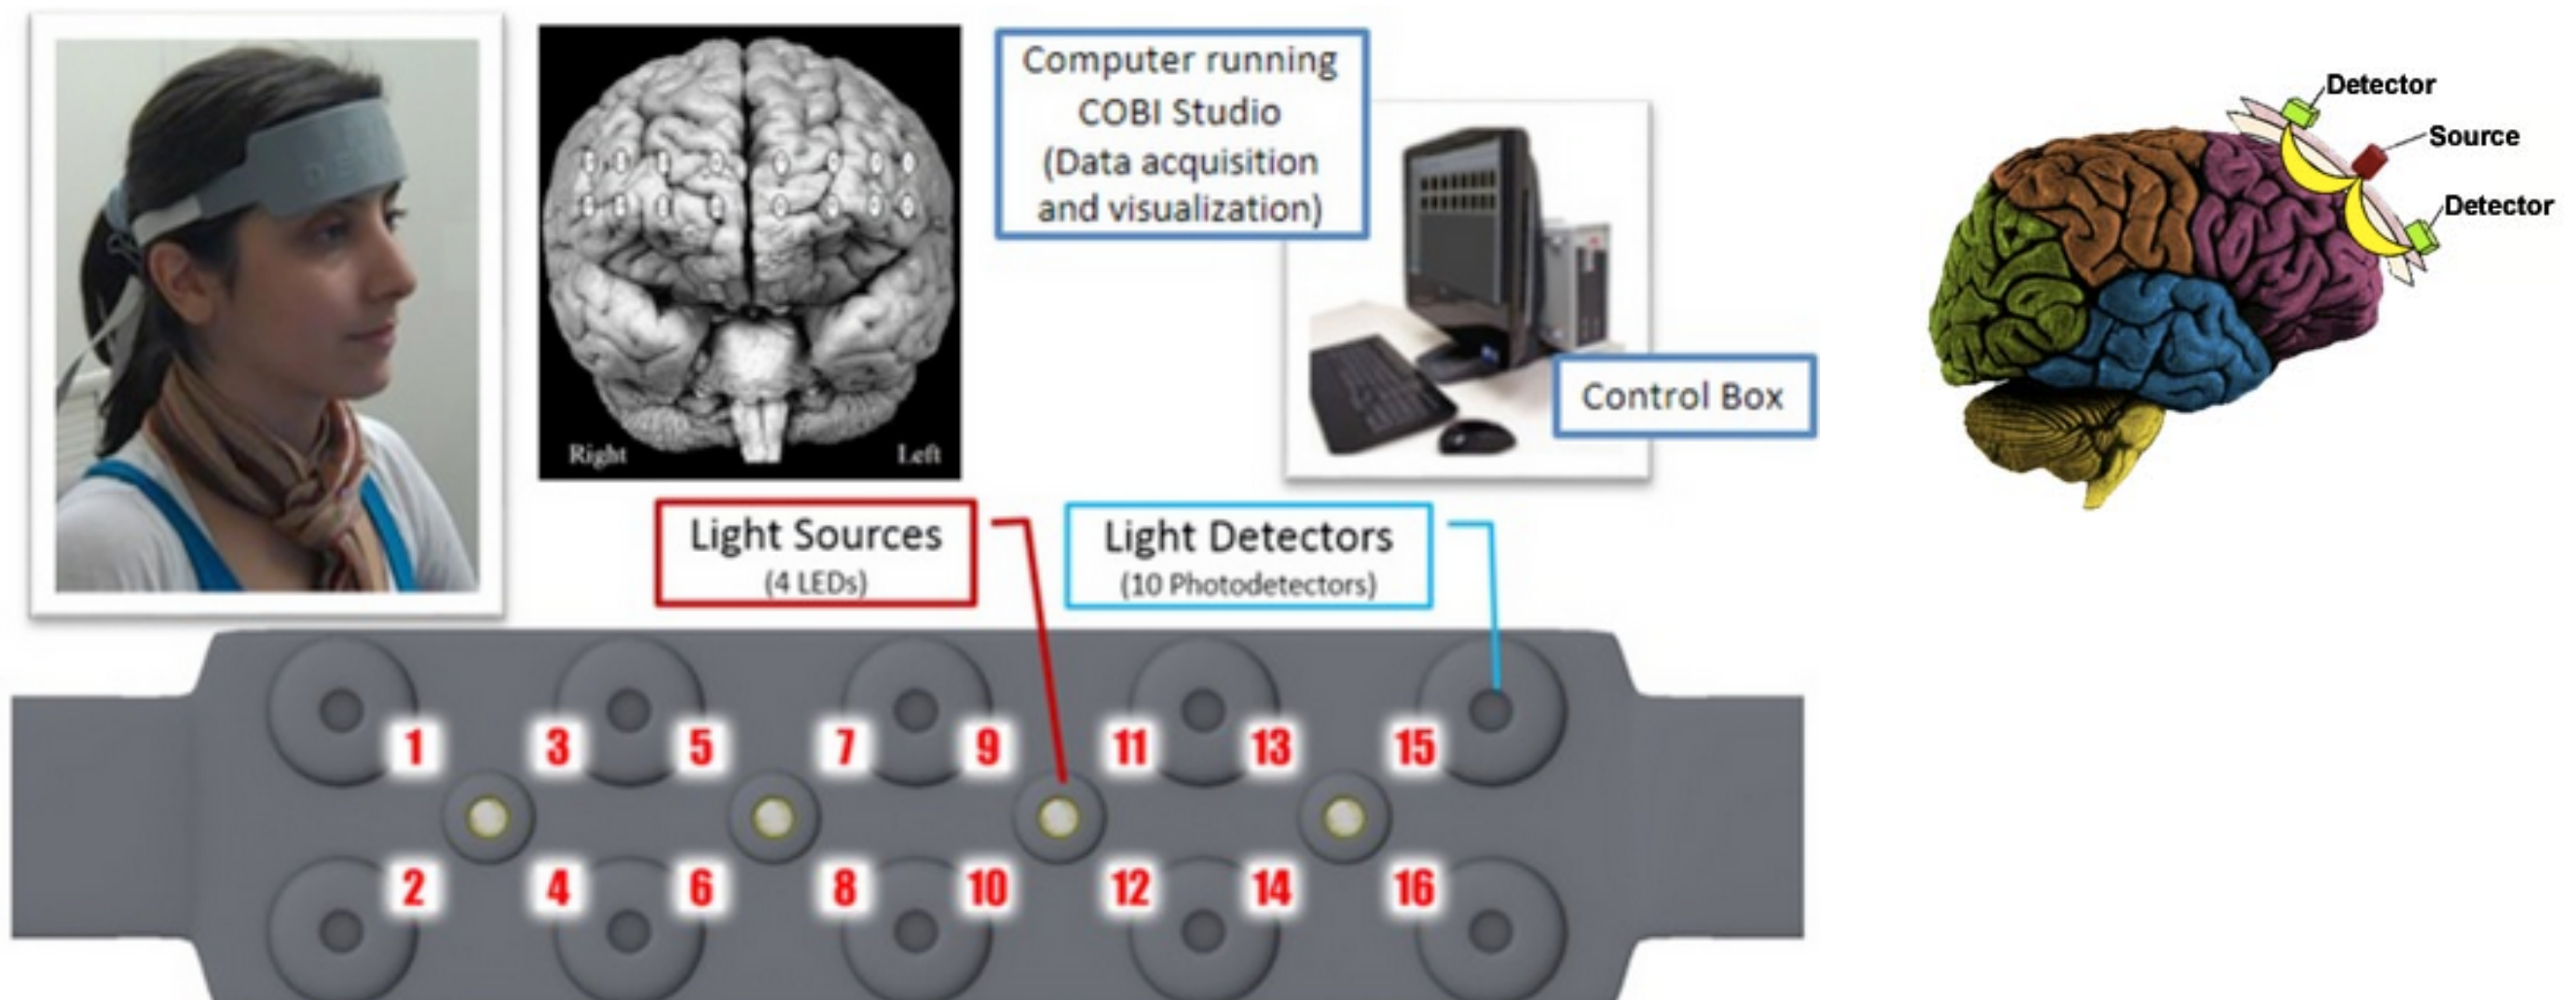 Computer running
COBI Studio
(Data acquisition
and visualization)
Control Box
Right
Left
Detector
Source
Detector
Light Sources
(4 LEDs)
Light Detectors
(10 Photodetectors)
1 3 5 7 9 11 13 15
2 4 6 8 10 12 14 16